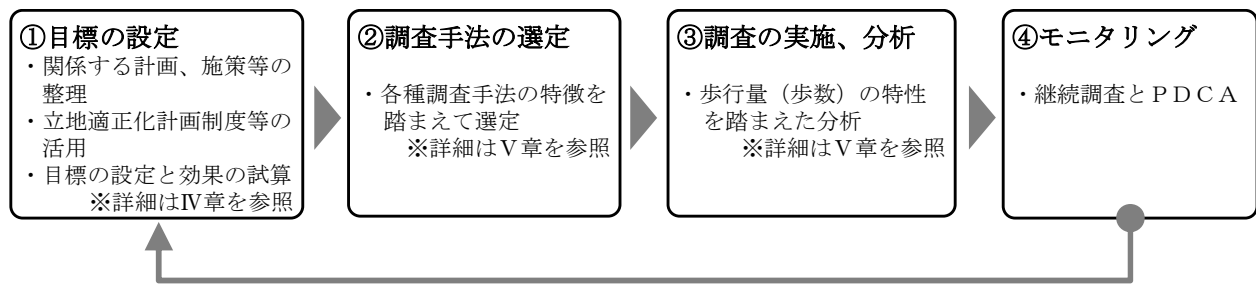 ①目標の設定
・関係する計画、施策等の
整理
・立地適正化計画制度等の
活用
・目標の設定と効果の試算
※詳細はⅣ章を参照
②調査手法の選定
・各種調査手法の特徴を
踏まえて選定
※詳細はⅤ章を参照
③調査の実施、分析
・歩行量（歩数）の特性
を踏まえた分析
※詳細はⅤ章を参照
④モニタリング
・継続調査とＰＤＣＡ